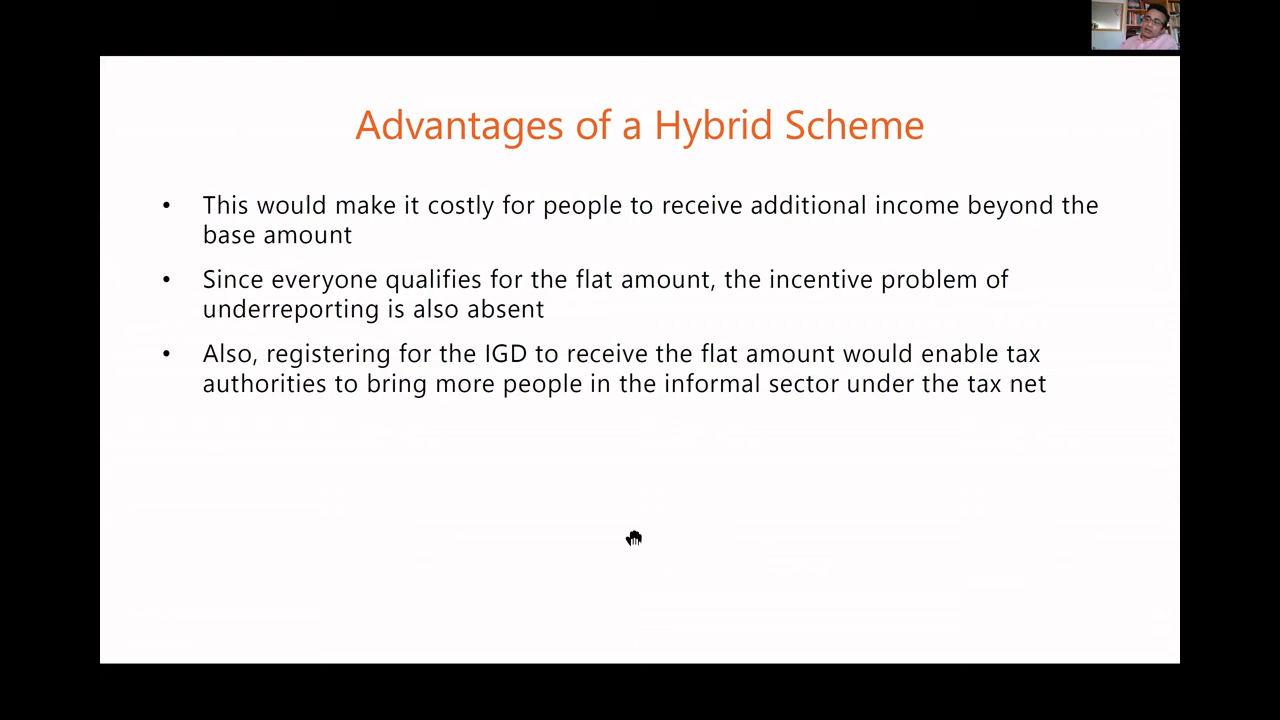 Advantages of a Hybrid Scheme
• This would make it costly for people to receive additional income beyond the
base amount
• Since everyone qualifies for the flat amount, the incentive problem of
underreporting is also absent
• Also, registering for the IGD to receive the flat amount would enable tax
authorities to bring more people in the informal sector under the tax net